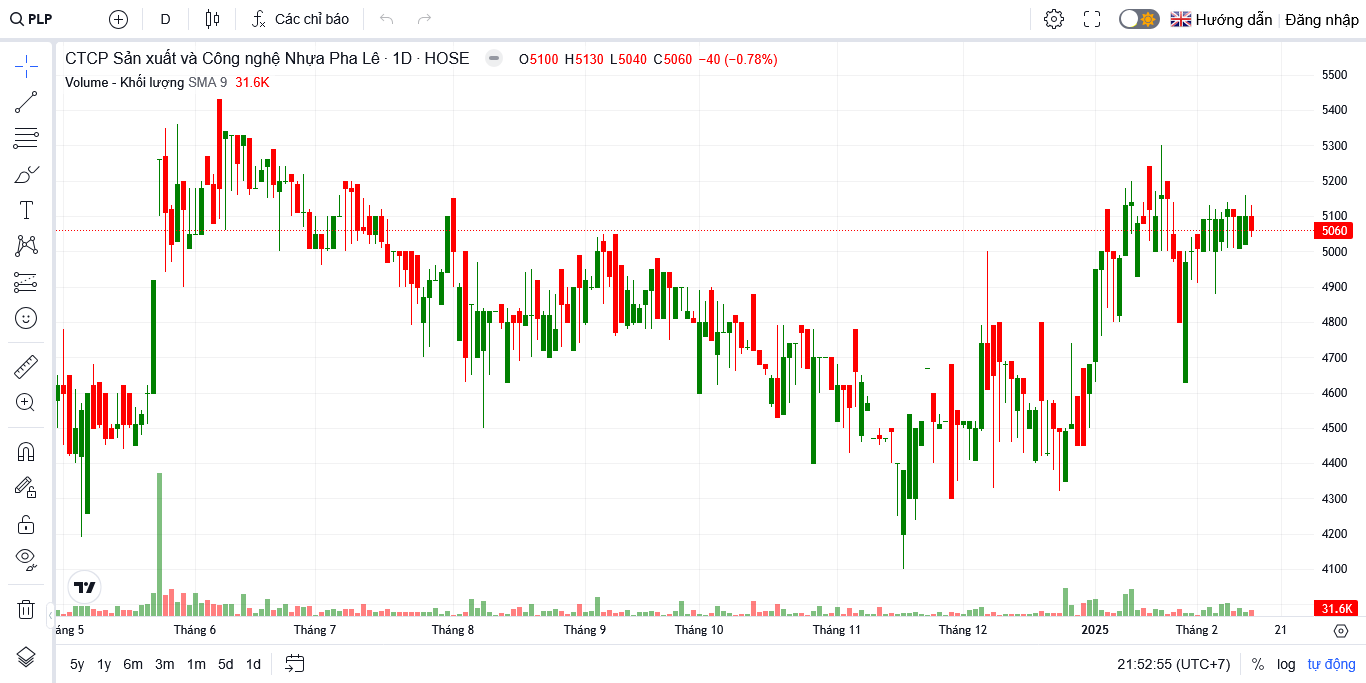 PLP D Các chỉ báo Hướng dẫn Đăng nhập
CTCP Sản xuất và Công nghệ Nhựa Pha Lê · 1D · HOSE O5100 H5130 L5040 C5060 −40 (−0.78%)
Volume - Khối lượng SMA 9 31.6K
5500
5400
5300
5200
5100
5060
5000
4900
4800
4700
4600
4500
4400
4300
4200
4100
31.6K
áng 5 Tháng 6 Tháng 7 Tháng 8 Tháng 9 Tháng 10 Tháng 11 Tháng 12 2025 Tháng 2 21
5y 1y 6m 3m 1m 5d 1d 21:52:55 (UTC+7) % log tự động